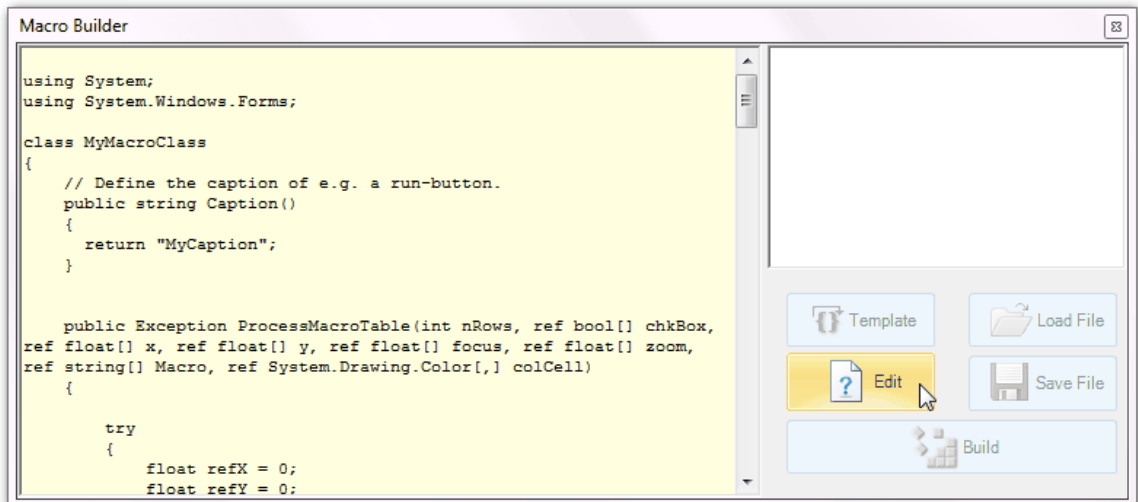 Macro Builder
using System;
using System.Windows.Forms;
class MyMacroClass
{
// Define the caption of e.g. a run-button.
public string Caption()
{
return "MyCaption";
}
public Exception ProcessMacroTable(int nRows, ref bool[] chkBox,
ref float[] x, ref float[] y, ref float[] focus, ref float[] zoom,
ref string[] Macro, ref System.Drawing.Color[,] colCell)
{
try
{
float refX = 0;
float refY = 0;
Template
Load File
Edit
Save File
Build